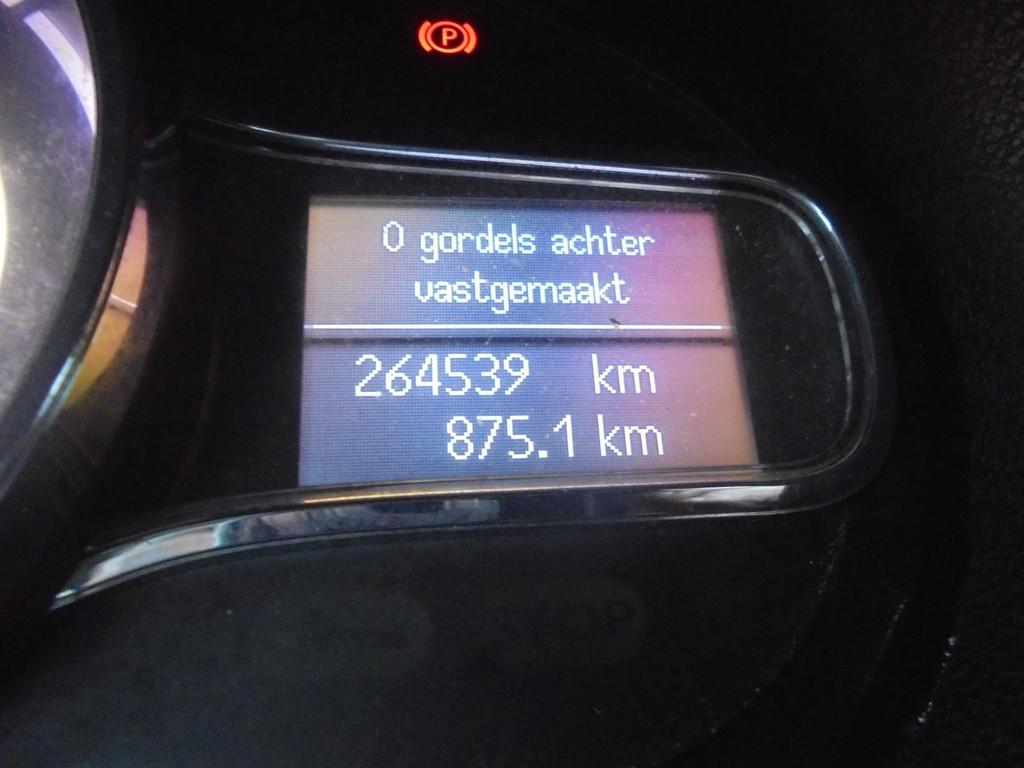 P
0 gordels achter
vastgemaakt
264539 km
875.1 km